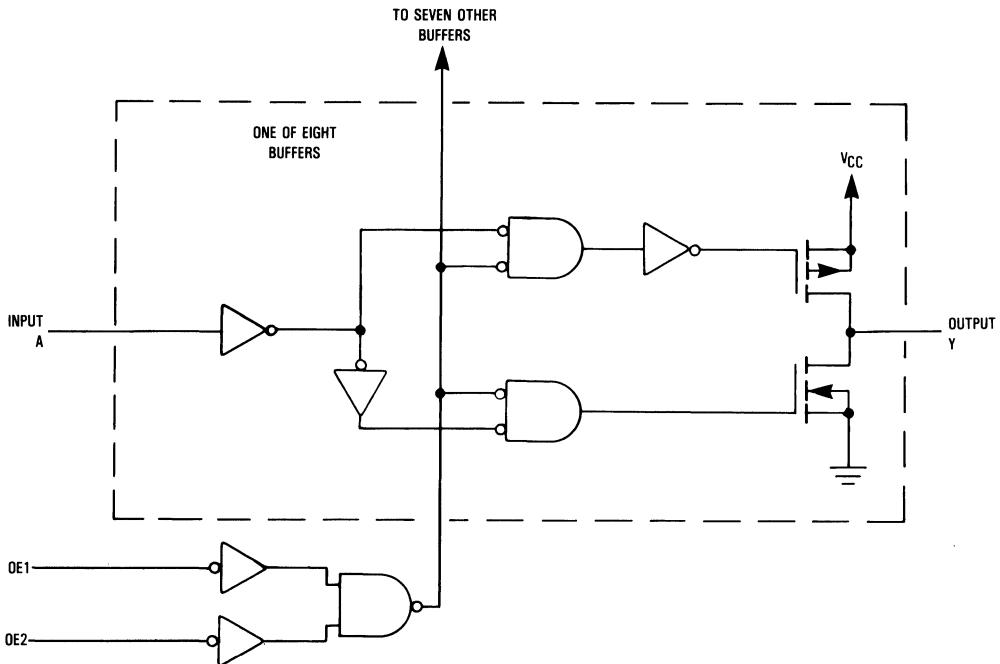 TO SEVEN OTHER
BUFFERS
ONE OF EIGHT
BUFFERS
VCC
INPUT
A
OUTPUT
Y
OE1
OE2